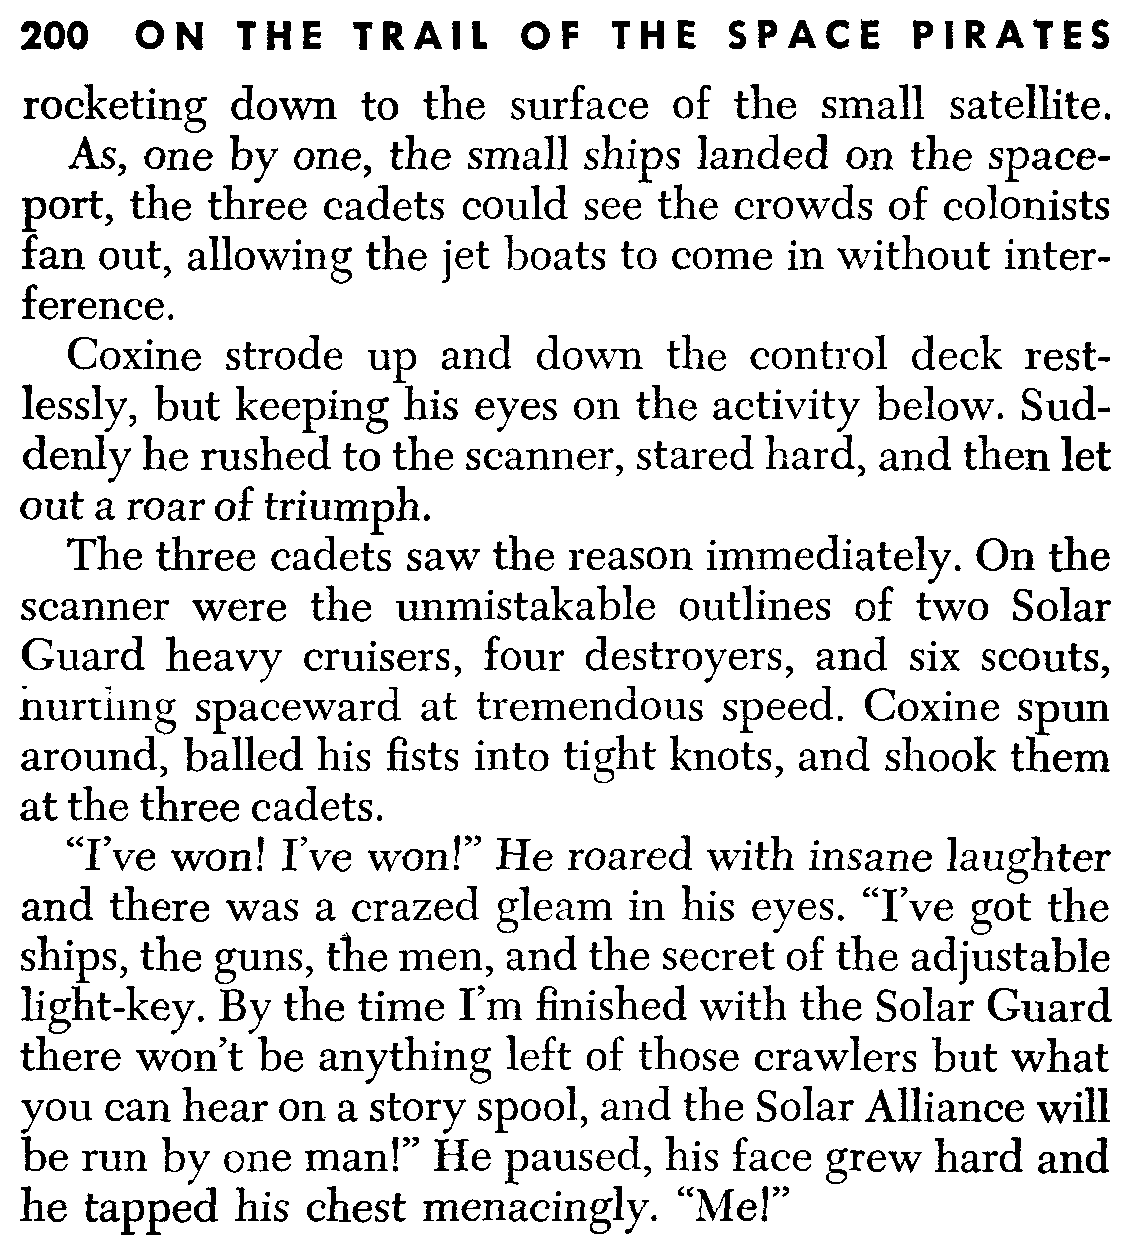 200 ON THE TRAIL OF THE SPACE PIRATES
rocketing down to the surface of the small satellite.
As, one by one, the small ships landed on the space-
port, the three cadets could see the crowds of colonists
fan out, allowing the jet boats to come in without inter-
ference.
Coxine strode up and down the control deck rest-
lessly, but keeping his eyes on the activity below. Sud-
denly he rushed to the scanner, stared hard, and then let
out a roar of triumph.
The three cadets saw the reason immediately. On the
scanner were the unmistakable outlines of two Solar
Guard heavy cruisers, four destroyers, and six scouts,
hurtling spaceward at tremendous speed. Coxine spun
around, balled his fists into tight knots, and shook them
at the three cadets.
“I’ve won! I’ve won!” He roared with insane laughter
and there was a crazed gleam in his eyes. “I’ve got the
ships, the guns, the men, and the secret of the adjustable
light-key. By the time I’m finished with the Solar Guard
there won’t be anything left of those crawlers but what
you can hear on a story spool, and the Solar Alliance will
be run by one man!” He paused, his face grew hard and
he tapped his chest menacingly. “Me!”